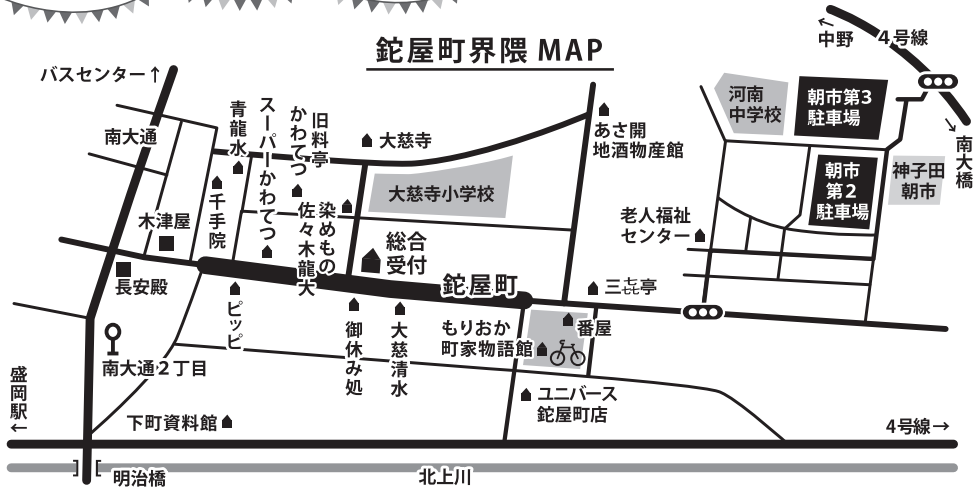 鉈屋町界隈 MAP
バスセンター↑
南大通
青龍水
スーパーかわてつ
かわてつ
旧料亭
大慈寺
あさ開
地酒物産館
←
中野
4号線
河南
中学校
朝市第3
駐車場
→
南大橋
朝市
第2
駐車場
神子田
朝市
大慈寺小学校
千手院
木津屋
佐々木龍大
染めもの
総合
受付
老人福祉
センター
長安殿
ピッピ
鉈屋町
三㐂亭
御休み処
大慈清水
もりおか
町家物語館
番屋
南大通2丁目
盛岡駅←
下町資料館
ユニバース
鉈屋町店
4号線→
明治橋
北上川